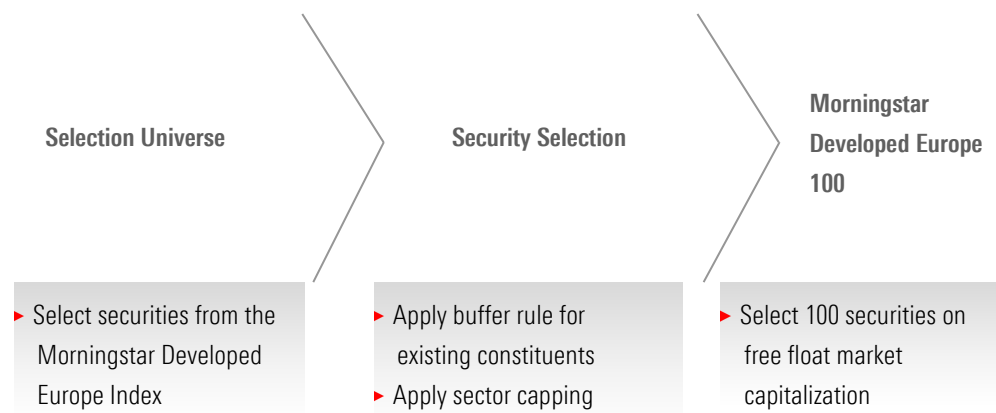 Selection Universe
Security Selection
Morningstar
Developed Europe
100
► Select securities from the
Morningstar Developed
Europe Index
► Apply buffer rule for
existing constituents
► Apply sector capping
► Select 100 securities on
free float market
capitalization